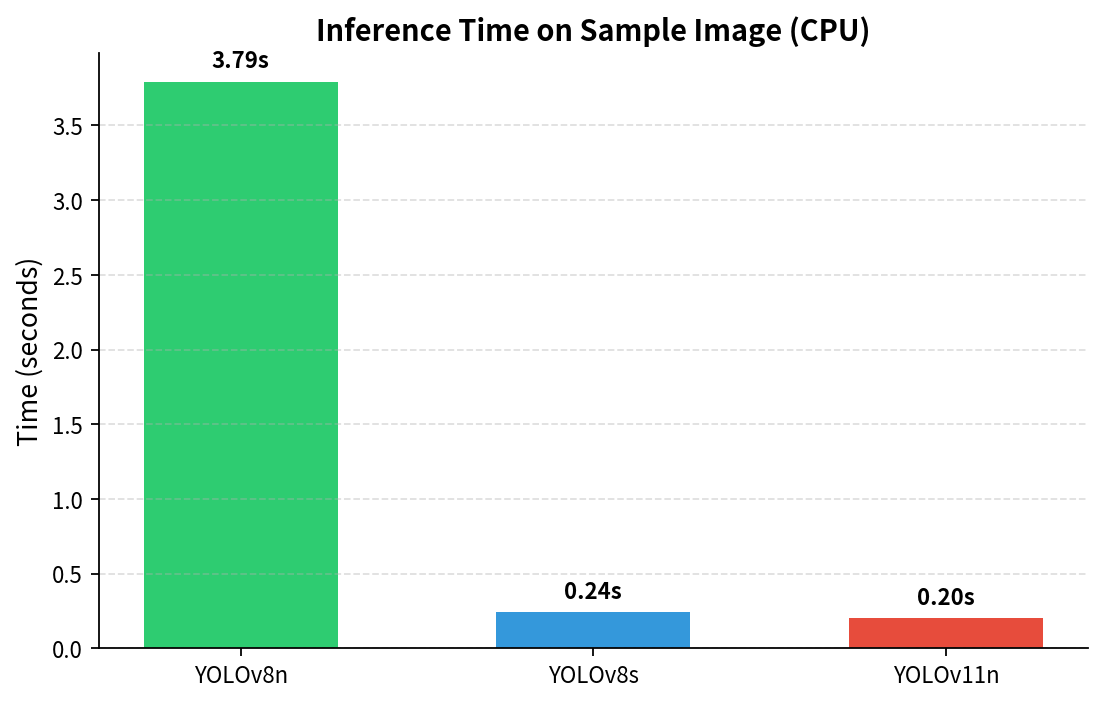 Inference Time on Sample Image (CPU)
3.79s
3.5
3.0
2.5
2.0
1.5
1.0
0.5
0.0
Time (seconds)
0.24s
0.20s
YOLOv8n
YOLOv8s
YOLOv11n